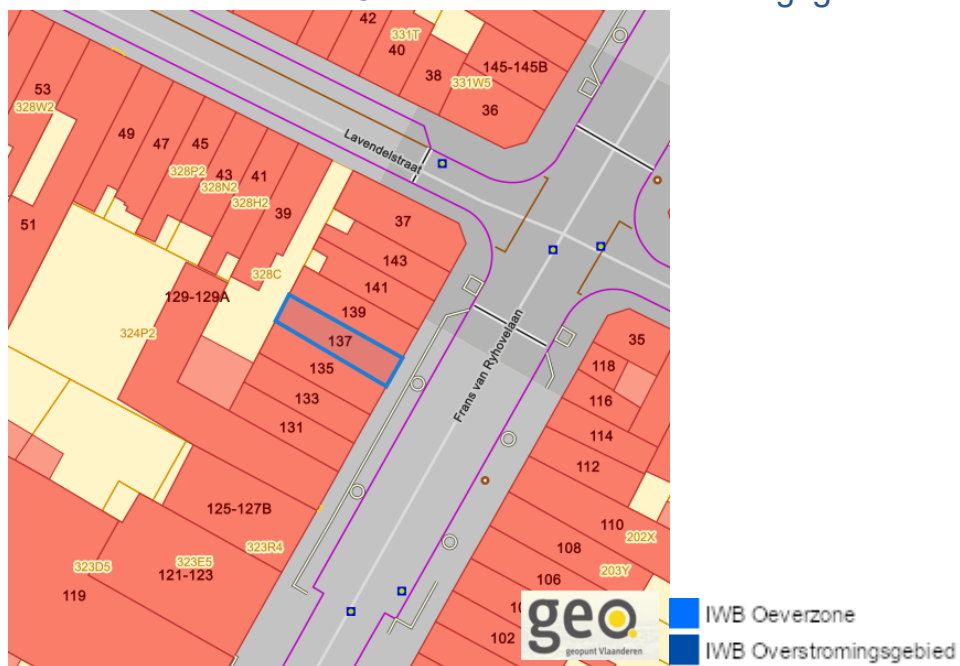 42
331T
40
38
145-145B
331W5
36
53
328W2
49
47
45
328P2
43
328N2
41
328H2
39
Lavendelstraat
37
143
51
328C
141
129-129A
139
324P2
137
135
133
131
Frans van Ryhovelaan
35
118
116
114
112
125-127B
110
202X
323R4
108
323D5
323E5
121-123
203Y
106
119
102
geo.
geopunt Vlaanderen
IWB Oeverzone
IWB Overstromingsgebied